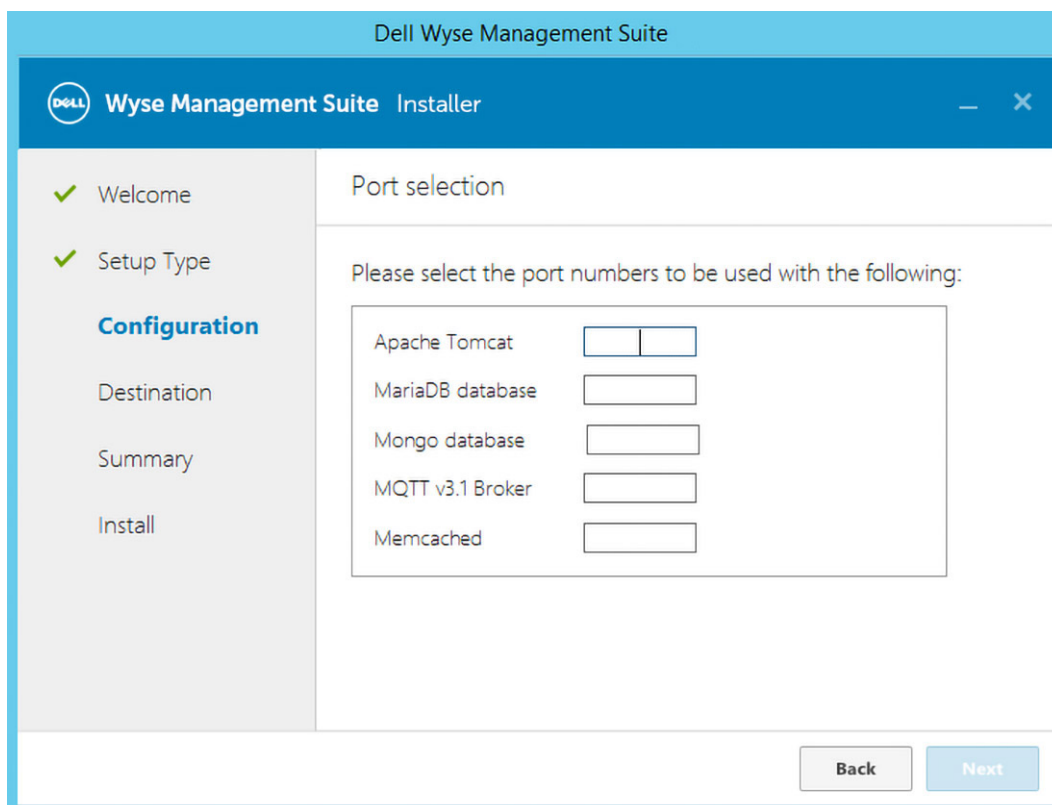 Dell Wyse Management Suite
DELL Wyse Management Suite Installer
Welcome
Setup Type
Configuration
Destination
Summary
Install
Port selection
Please select the port numbers to be used with the following:
Apache Tomcat
MariaDB database
Mongo database
MQTT v3.1 Broker
Memcached
Back
Next